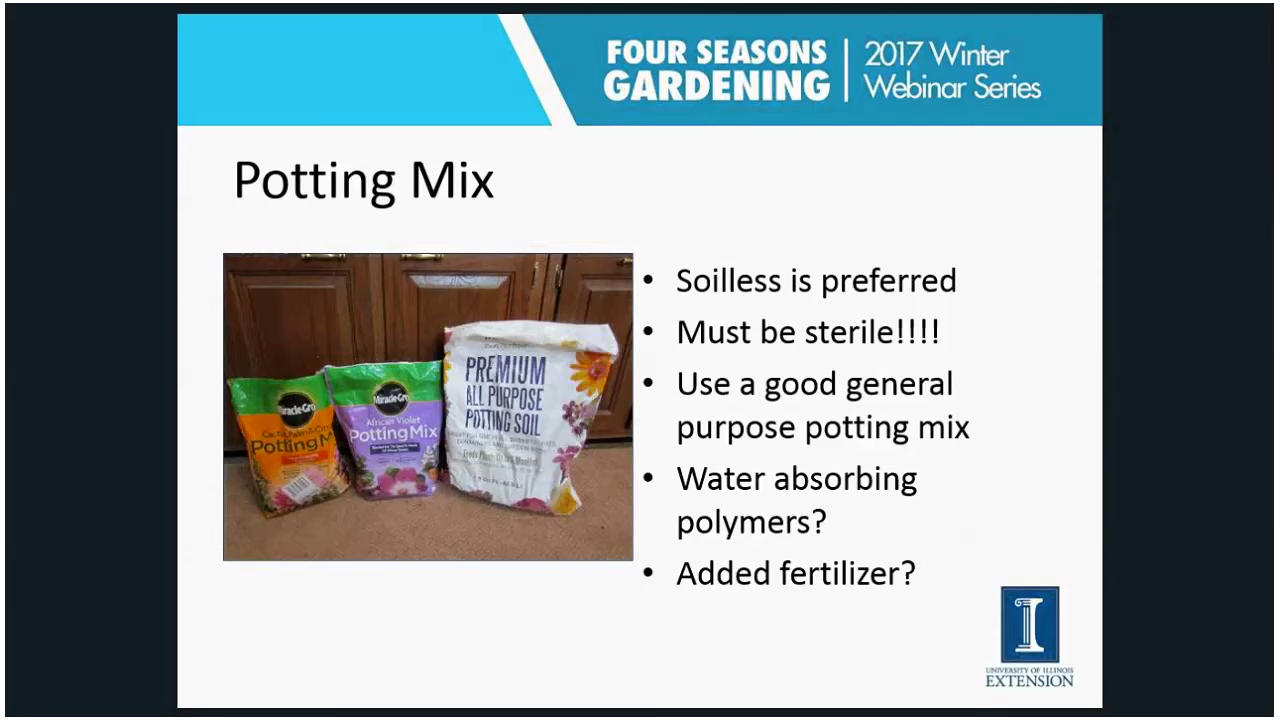 FOUR SEASONS
GARDENING
2017 Winter
Webinar Series
Potting Mix
• Soilless is preferred
• Must be sterile!!!!
• Use a good general
purpose potting mix
• Water absorbing
polymers?
• Added fertilizer?
Miracle-Gro
Potting M
Miracle-Gro
African Violet
Potting Mix
PREMIUM
ALL PURPOSE
POTTING SOIL
I
UNIVERSITY OF ILLINOIS
EXTENSION